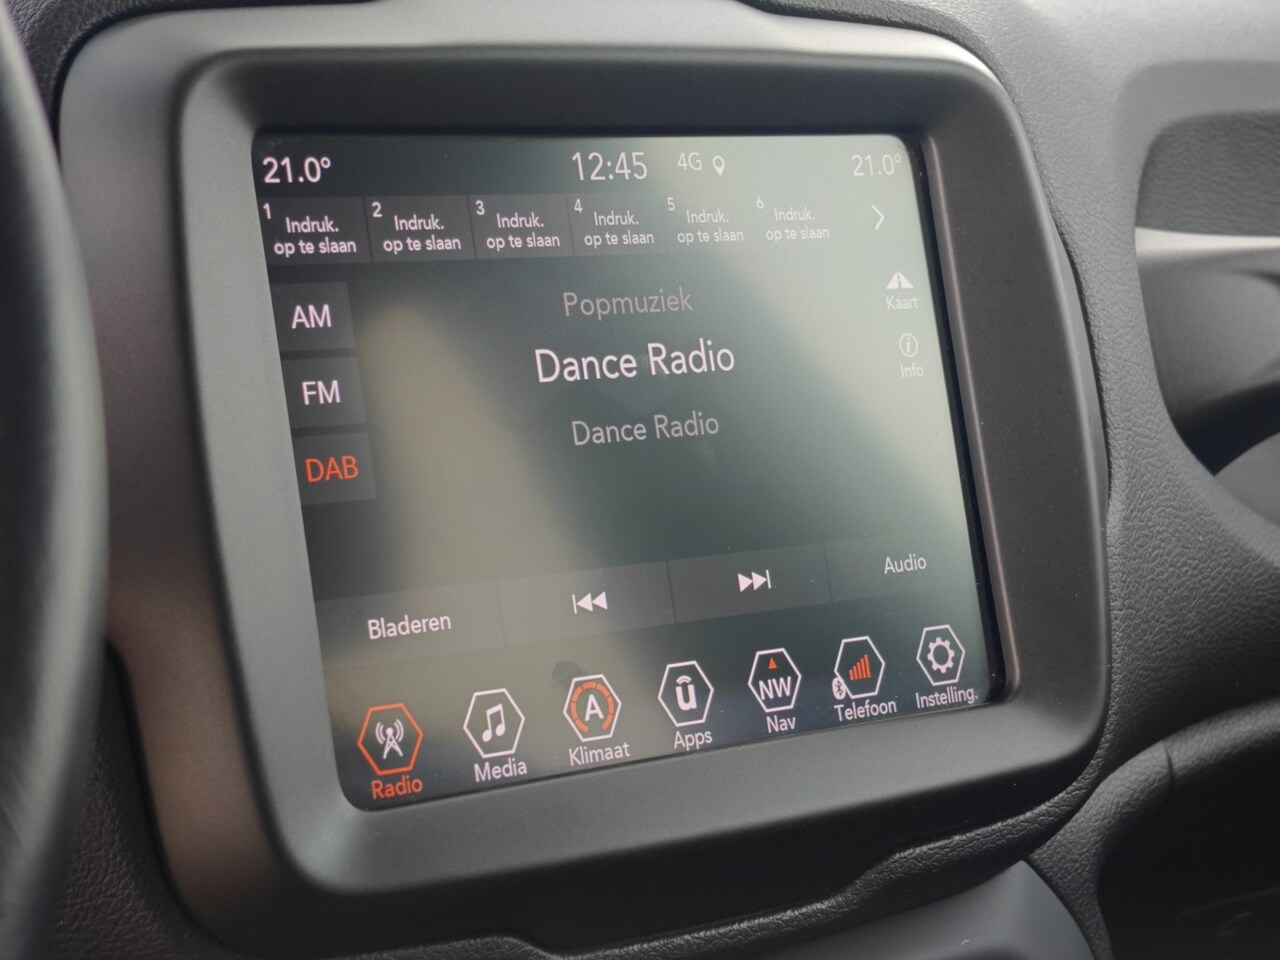 21.0°
12:45
4G
21.0°
1 Indruk.
op te slaan
2 Indruk.
op te slaan
3 Indruk.
op te slaan
4 Indruk.
op te slaan
5 Indruk.
op te slaan
6 Indruk.
op te slaan
AM
FM
DAB
Popmuziek
Dance Radio
Dance Radio
Kaart
i
Info
Bladeren
Audio
Radio
Media
A
Klimaat
û
Apps
NW
Nav
Telefoon
Instelling.